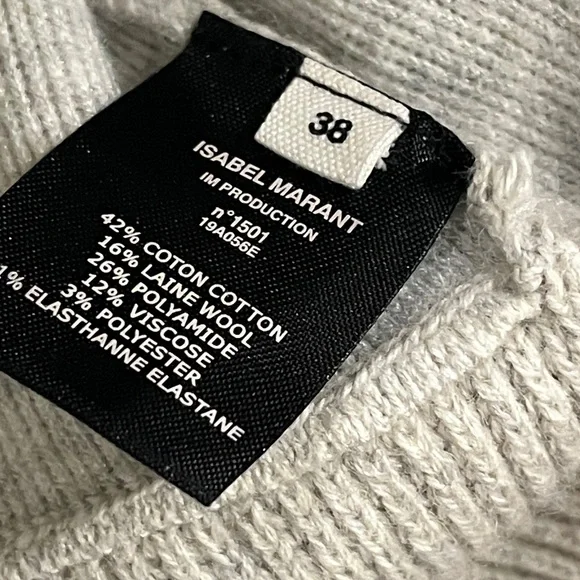 38
ISABEL MARANT
IM PRODUCTION
n°1501
19A056E
42% COTON COTTON
16% LAINE WOOL
26% POLYAMIDE
12% VISCOSE
3% POLYESTER
1% ELASTHANNE ELASTANE